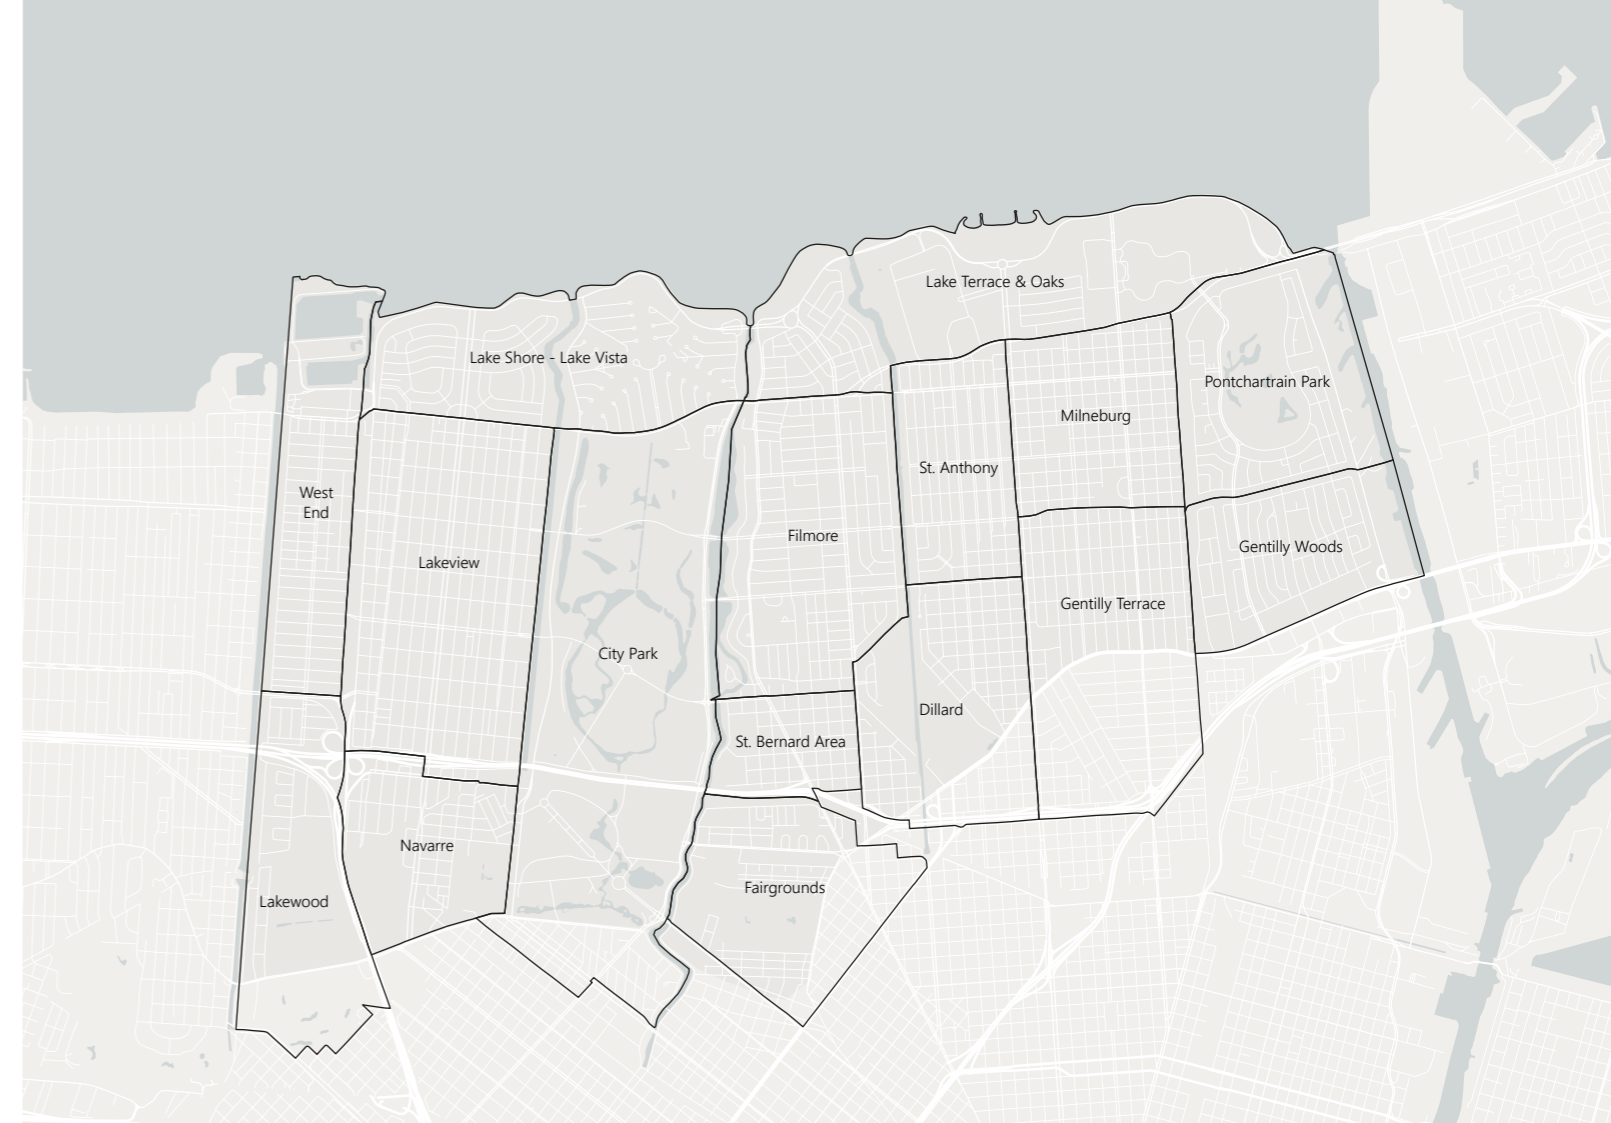 Lake Terrace & Oaks
Lake Shore - Lake Vista
Pontchartrain Park
Milneburg
St. Anthony
West
End
Filmore
Gentilly Woods
Lakeview
Gentilly Terrace
City Park
Dillard
St. Bernard Area
Navarre
Fairgrounds
Lakewood